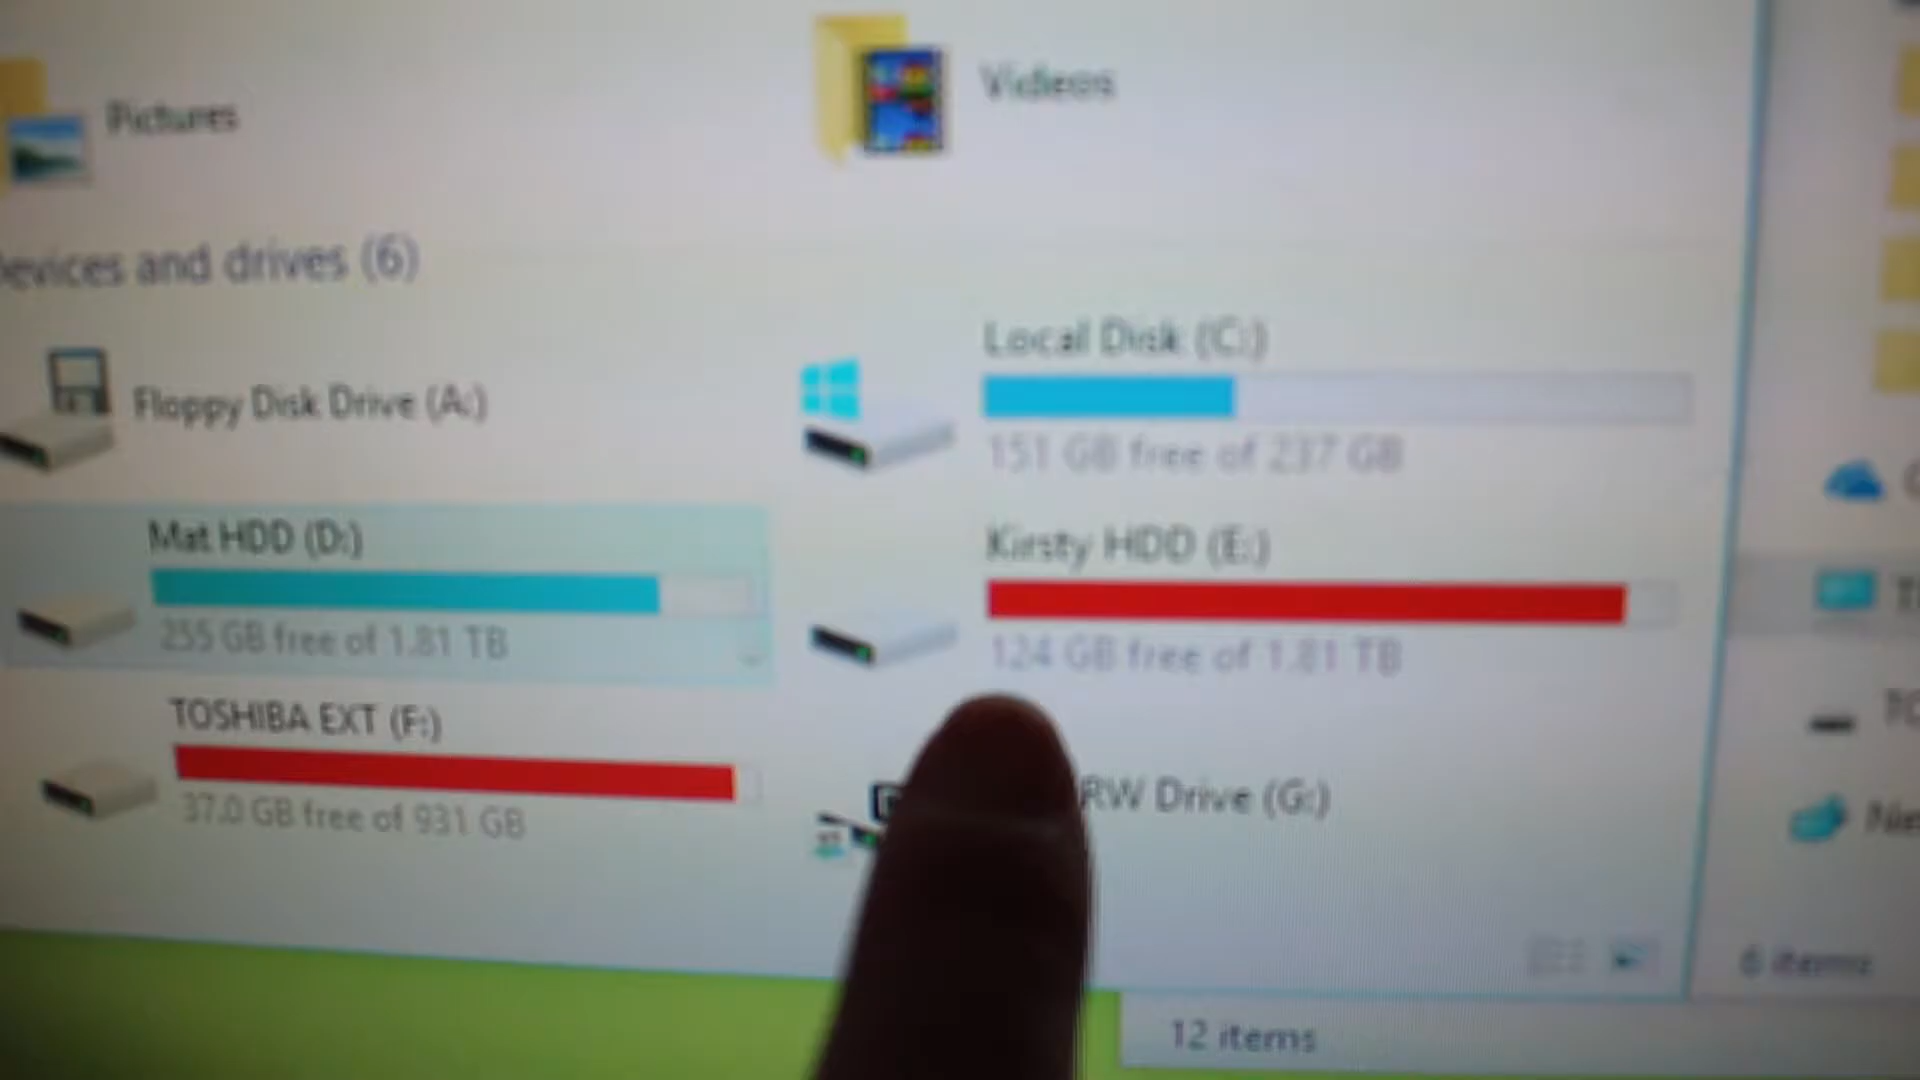 Pictures
Videos
Devices and drives (6)
Floppy Disk Drive (A:)
Local Disk (C:)
151 GB free of 237 GB
Mat HDD (D:)
255 GB free of 1.81 TB
Kirsty HDD (E:)
124 GB free of 1.81 TB
TOSHIBA EXT (F:)
37.0 GB free of 931 GB
RW Drive (G:)
6 items
12 items